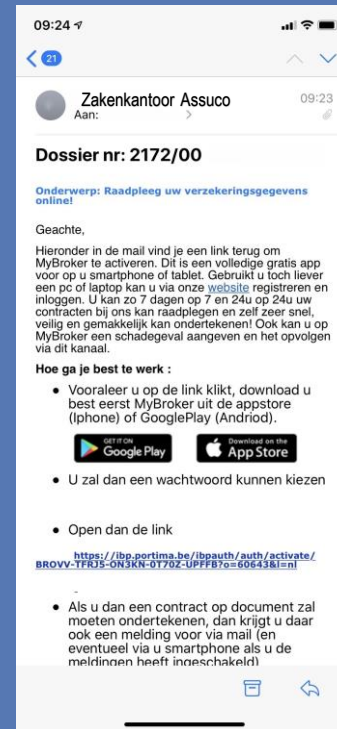 09:24
21
Zakenkantoor Assuco
09:23
Aan:
Dossier nr: 2172/00
Onderwerp: Raadpleeg uw verzekeringsgegevens
online!
Geachte,
Hieronder in de mail vind je een link terug om
MyBroker te activeren. Dit is een volledige gratis app
voor op u smartphone of tablet. Gebruikt u toch liever
een pc of laptop kan u via onze website registreren en
inloggen. U kan zo 7 dagen op 7 en 24u op 24u uw
contracten bij ons kan raadplegen en zelf zeer snel,
veilig en gemakkelijk kan ondertekenen! Ook kan u op
MyBroker een schadegeval aangeven en het opvolgen
via dit kanaal.
Hoe ga je best te werk :
• Vooraleer u op de link klikt, download u
best eerst MyBroker uit de appstore
(Iphone) of GooglePlay (Andriod).
GET IT ON Google Play Download on the App Store
• U zal dan een wachtwoord kunnen kiezen
• Open dan de link
https://ibp.portima.be/ibpauth/auth/activate/
BROVV-TFRJ5-ON3KN-0T70Z-UPFFB?o=60643&l=nl
• Als u dan een contract op document zal
moeten ondertekenen, dan krijgt u daar
ook een melding voor via mail (en
eventueel via u smartphone als u de
meldingen heeft ingeschakeld)